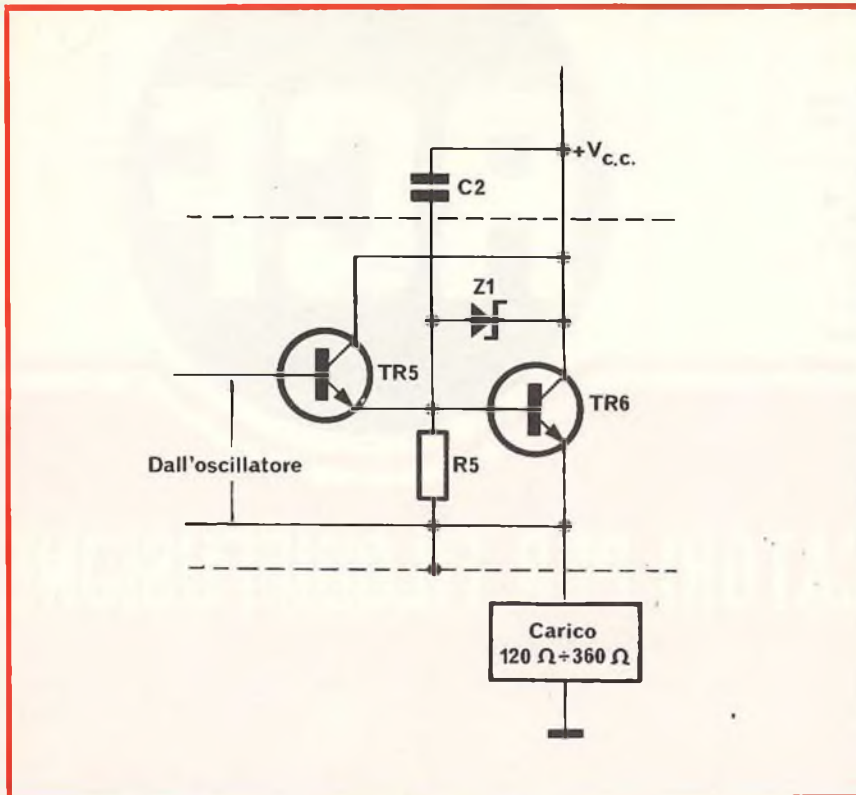 +Vc.c.
C2
Z1
TR5
TR6
Dall'oscillatore
R5
Carico
120 Ω÷360 Ω